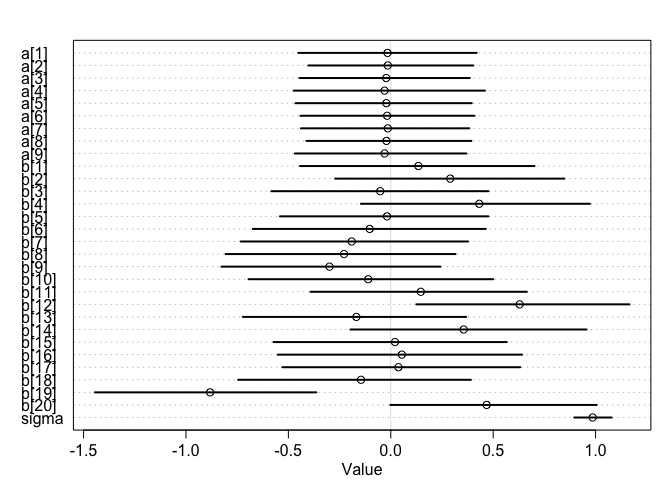 a[1]
a[2]
a[3]
a[4]
a[5]
a[6]
a[7]
a[8]
a[9]
b[1]
b[2]
b[3]
b[4]
b[5]
b[6]
b[7]
b[8]
b[9]
b[10]
b[11]
b[12]
b[13]
b[14]
b[15]
b[16]
b[17]
b[18]
b[19]
b[20]
sigma
-1.5 -1.0 -0.5 0.0 0.5 1.0
Value